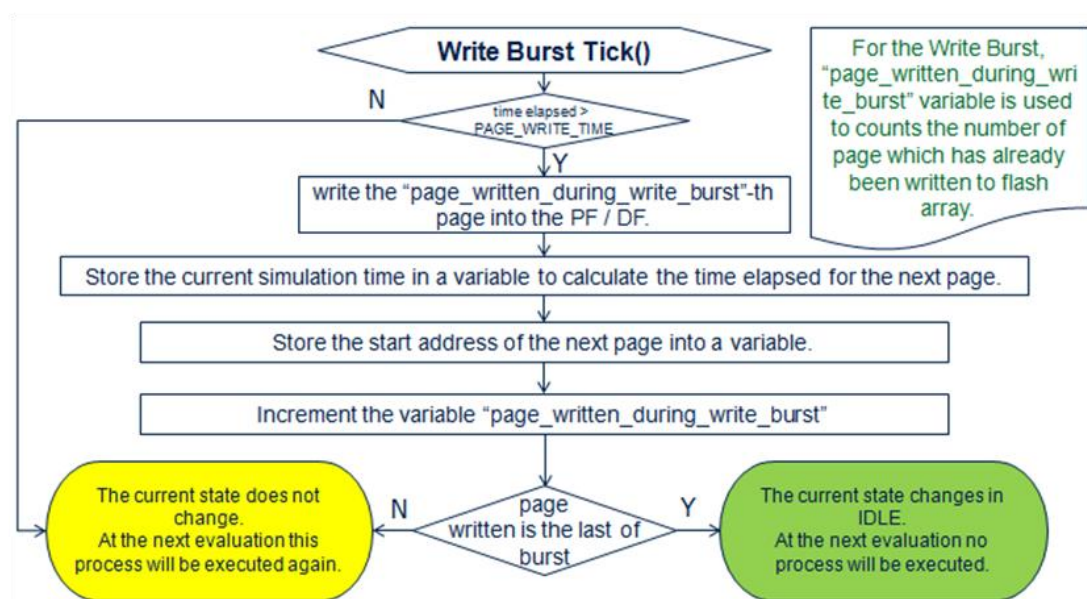 Write Burst Tick()
For the Write Burst,
“page_written_during_wri
te_burst” variable is used
to counts the number of
page which has already
been written to flash
array.
N
time elapsed >
PAGE_WRITE_TIME
Y
write the “page_written_during_write_burst”-th
page into the PF / DF.
Store the current simulation time in a variable to calculate the time elapsed for the next page.
Store the start address of the next page into a variable.
Increment the variable “page_written_during_write_burst”
The current state does not
change.
At the next evaluation this
process will be executed again.
N
page
written is the last of
burst
Y
The current state changes in
IDLE.
At the next evaluation no
process will be executed.